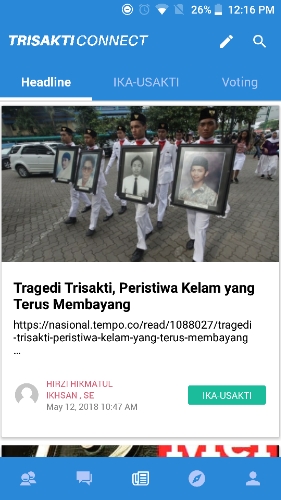 26% 12:16 PM
TRISAKTI CONNECT
Headline IKA-USAKTI Voting
Tragedi Trisakti, Peristiwa Kelam yang
Terus Membayang
https://nasional.tempo.co/read/1088027/tragedi
-trisakti-peristiwa-kelam-yang-terus-membayang
...
HIRZI HIKMATUL
IKHSAN , SE
May 12, 2018 10:47 AM
IKA-USAKTI